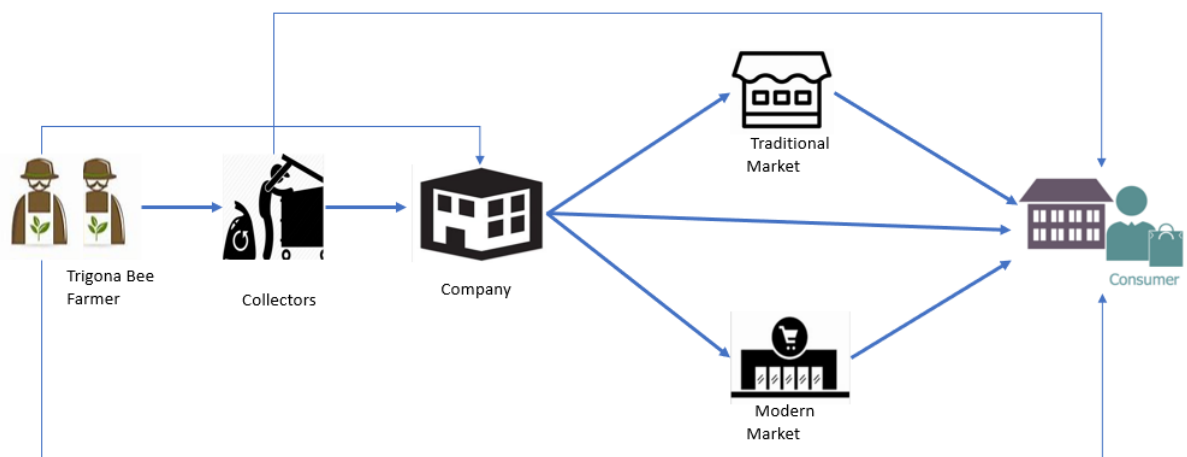 Traditional
Market
Trigona Bee
Farmer
Collectors
Company
Consumer
Modern
Market